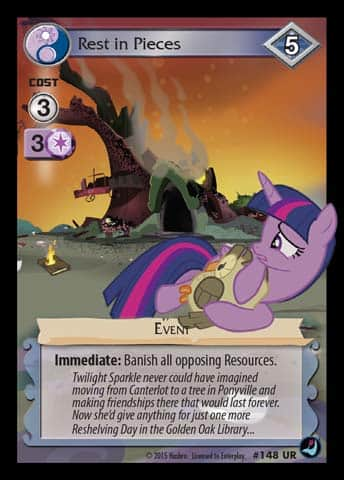 Rest in Pieces
5
COST
3
3
EVENT
Immediate: Banish all opposing Resources.
Twilight Sparkle never could have imagined
moving from Canterlot to a tree in Ponyville and
making friendships there that would last forever.
Now she'd give anything for just one more
Reshelving Day in the Golden Oak Library...
© 2015 Hasbro. Licensed to Enterplay.
#148 UR